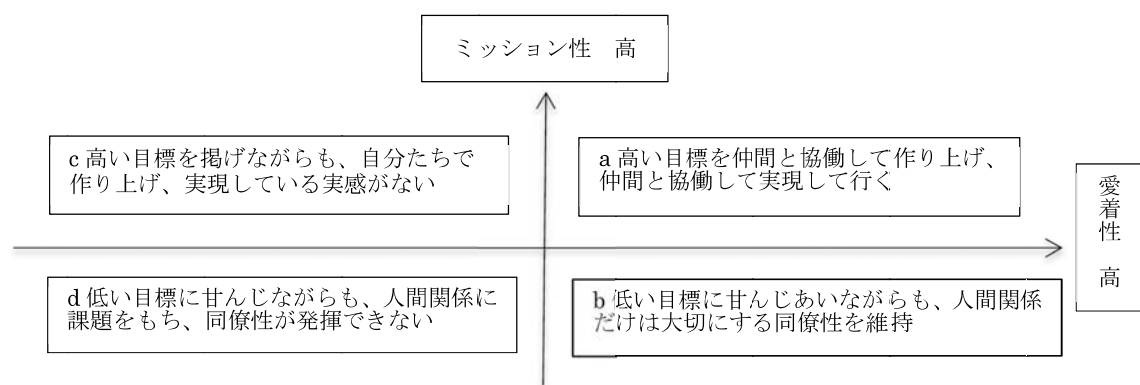 ミッション性　高
c 高い目標を掲げながらも、自分たちで
作り上げ、実現している実感がない
a 高い目標を仲間と協働して作り上げ、
仲間と協働して実現して行く
愛着性　高
d 低い目標に甘んじながらも、人間関係に
課題をもち、同僚性が発揮できない
b 低い目標に甘んじあいながらも、人間関係
だけは大切にする同僚性を維持